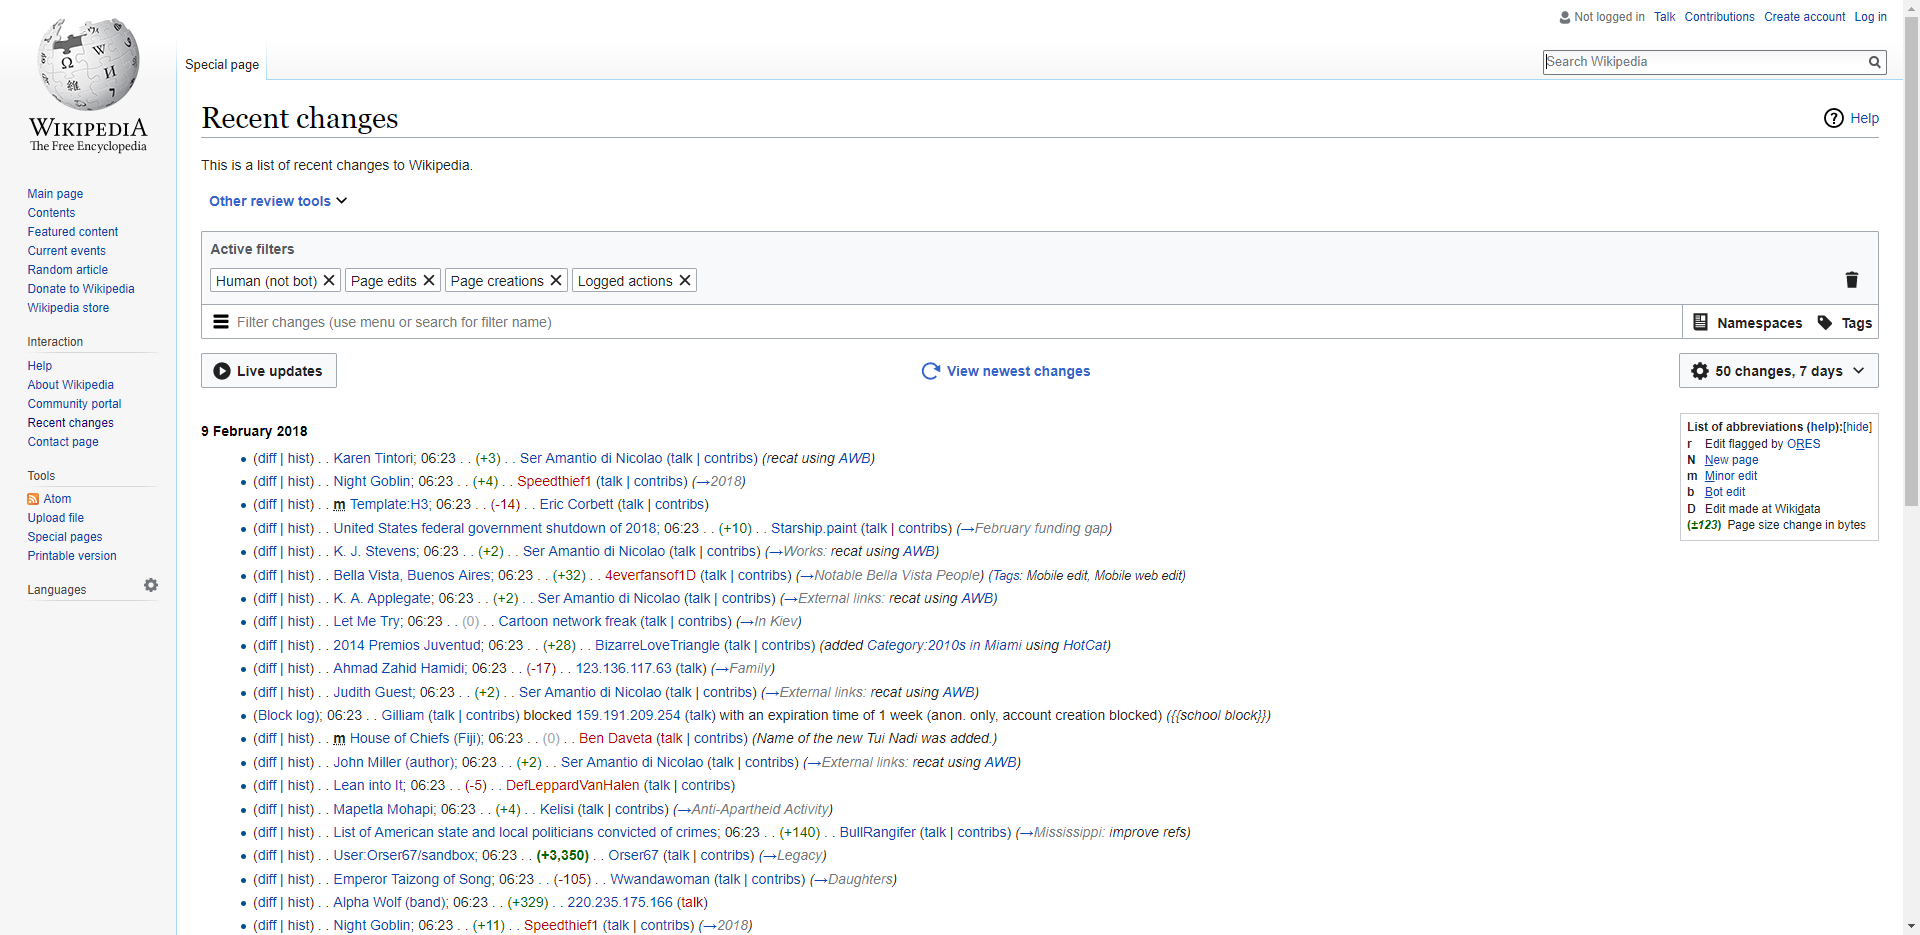 Not logged in Talk Contributions Create account Log in
Special page
Search Wikipedia
WIKIPEDIA
The Free Encyclopedia
Main page
Contents
Featured content
Current events
Random article
Donate to Wikipedia
Wikipedia store
Interaction
Help
About Wikipedia
Community portal
Recent changes
Contact page
Tools
Atom
Upload file
Special pages
Printable version
Languages
Recent changes
Help
This is a list of recent changes to Wikipedia.
Other review tools
Active filters
Human (not bot) Page edits Page creations Logged actions
Filter changes (use menu or search for filter name)
Namespaces Tags
Live updates
View newest changes
50 changes, 7 days
List of abbreviations (help):[hide]
r Edit flagged by ORES
N New page
m Minor edit
b Bot edit
D Edit made at Wikidata
(±123) Page size change in bytes
9 February 2018
(diff | hist) . . Karen Tintori; 06:23 . . (+3) . . Ser Amantio di Nicolao (talk | contribs) (recat using AWB)
(diff | hist) . . Night Goblin; 06:23 . . (+4) . . Speedthief1 (talk | contribs) (→2018)
(diff | hist) . . m Template:H3; 06:23 . . (-14) . . Eric Corbett (talk | contribs)
(diff | hist) . . United States federal government shutdown of 2018; 06:23 . . (+10) . . Starship.paint (talk | contribs) (→February funding gap)
(diff | hist) . . K. J. Stevens; 06:23 . . (+2) . . Ser Amantio di Nicolao (talk | contribs) (→Works: recat using AWB)
(diff | hist) . . Bella Vista, Buenos Aires; 06:23 . . (+32) . . 4everfansof1D (talk | contribs) (→Notable Bella Vista People) (Tags: Mobile edit, Mobile web edit)
(diff | hist) . . K. A. Applegate; 06:23 . . (+2) . . Ser Amantio di Nicolao (talk | contribs) (→External links: recat using AWB)
(diff | hist) . . Let Me Try; 06:23 . . (0) . . Cartoon network freak (talk | contribs) (→In Kiev)
(diff | hist) . . 2014 Premios Juventud; 06:23 . . (+28) . . BizarreLoveTriangle (talk | contribs) (added Category:2010s in Miami using HotCat)
(diff | hist) . . Ahmad Zahid Hamidi; 06:23 . . (-17) . . 123.136.117.63 (talk) (→Family)
(diff | hist) . . Judith Guest; 06:23 . . (+2) . . Ser Amantio di Nicolao (talk | contribs) (→External links: recat using AWB)
(Block log); 06:23 . . Gilliam (talk | contribs) blocked 159.191.209.254 (talk) with an expiration time of 1 week (anon. only, account creation blocked) ({{school block}})
(diff | hist) . . m House of Chiefs (Fiji); 06:23 . . (0) . . Ben Daveta (talk | contribs) (Name of the new Tui Nadi was added.)
(diff | hist) . . John Miller (author); 06:23 . . (+2) . . Ser Amantio di Nicolao (talk | contribs) (→External links: recat using AWB)
(diff | hist) . . Lean into It; 06:23 . . (-5) . . DefLeppardVanHalen (talk | contribs)
(diff | hist) . . Mapetla Mohapi; 06:23 . . (+4) . . Kelisi (talk | contribs) (→Anti-Apartheid Activity)
(diff | hist) . . List of American state and local politicians convicted of crimes; 06:23 . . (+140) . . BullRangifer (talk | contribs) (→Mississippi: improve refs)
(diff | hist) . . User:Orser67/sandbox; 06:23 . . (+3,350) . . Orser67 (talk | contribs) (→Legacy)
(diff | hist) . . Emperor Taizong of Song; 06:23 . . (-105) . . Wwandawoman (talk | contribs) (→Daughters)
(diff | hist) . . Alpha Wolf (band); 06:23 . . (+329) . . 220.235.175.166 (talk)
(diff | hist) . . Night Goblin; 06:23 . . (+11) . . Speedthief1 (talk | contribs) (→2018)